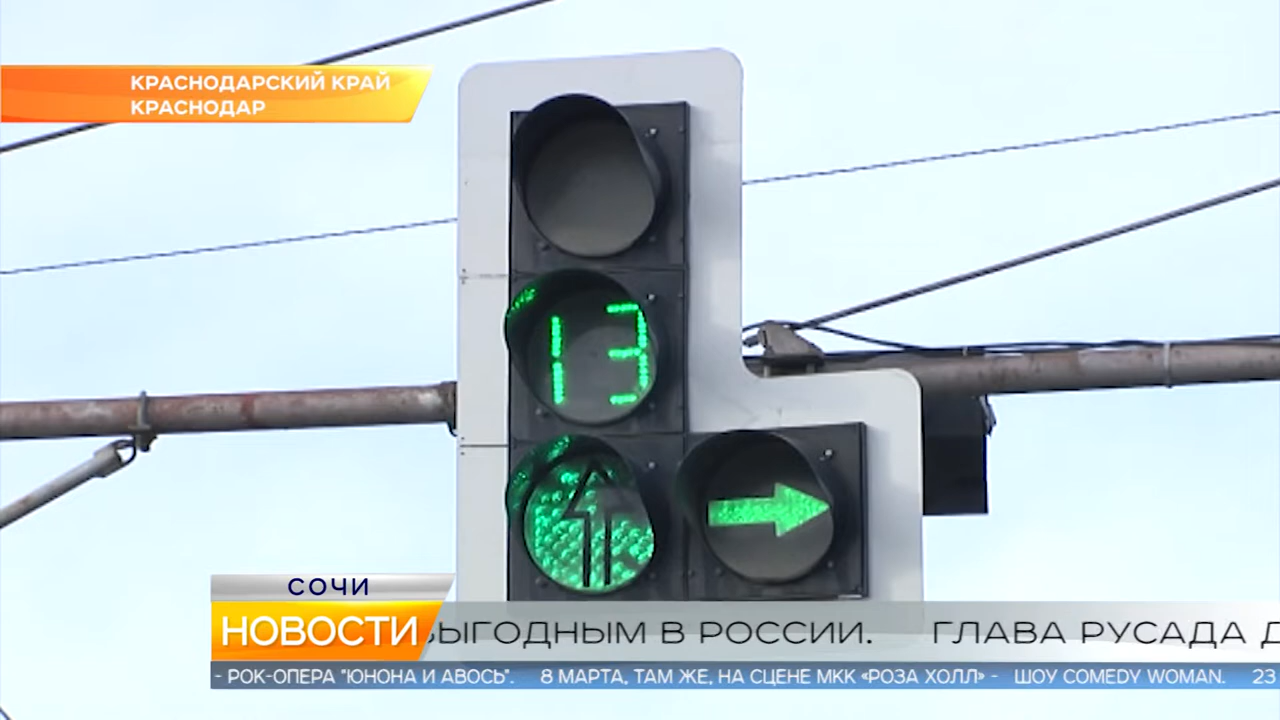 КРАСНОДАРСКИЙ КРАЙ
КРАСНОДАР
13
СОЧИ
НОВОСТИ
ВЫГОДНЫМ В РОССИИ. ГЛАВА РУСАДА Д
- РОК-ОПЕРА "ЮНОНА И АВОСЬ". 8 МАРТА, ТАМ ЖЕ, НА СЦЕНЕ МКК «РОЗА ХОЛЛ» - ШОУ COMEDY WOMAN. 23